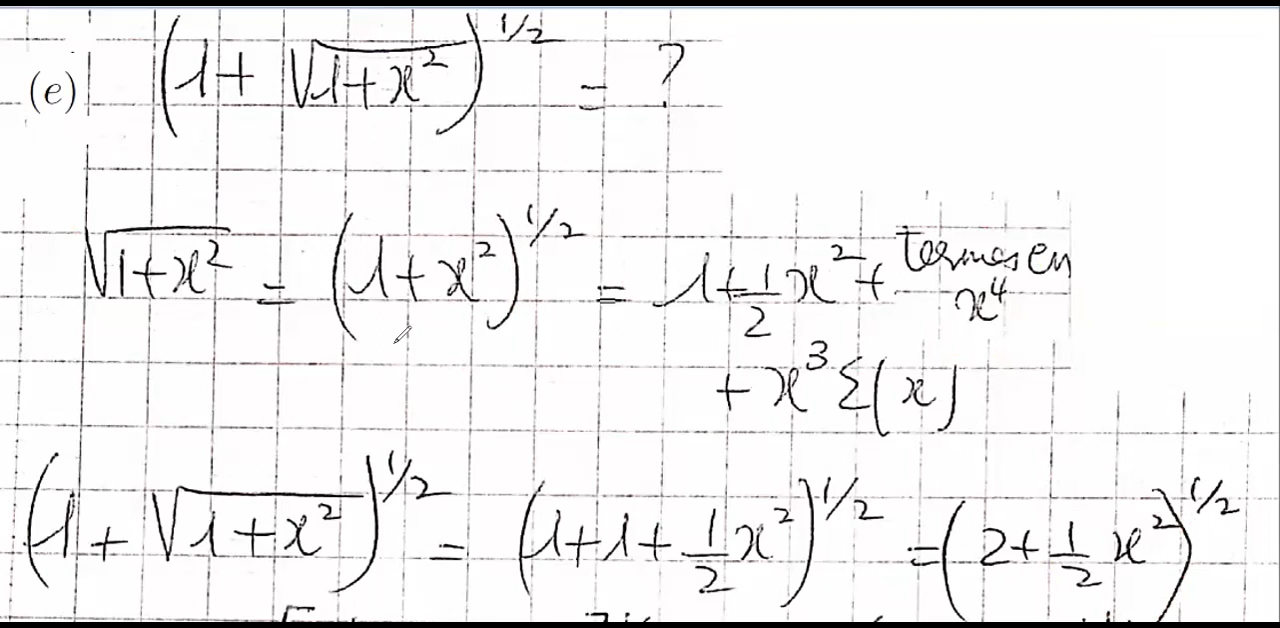 (e) (1 + √(1+x²))^1/2 = ?
√(1+x²) = (1+x²)^1/2 = 1 + 1/2 x² + termes en x⁴
+ x³ Σ(x)
(1 + √(1+x²))^1/2 = (1+1+1/2 x²)^1/2 = (2+1/2 x²)^1/2